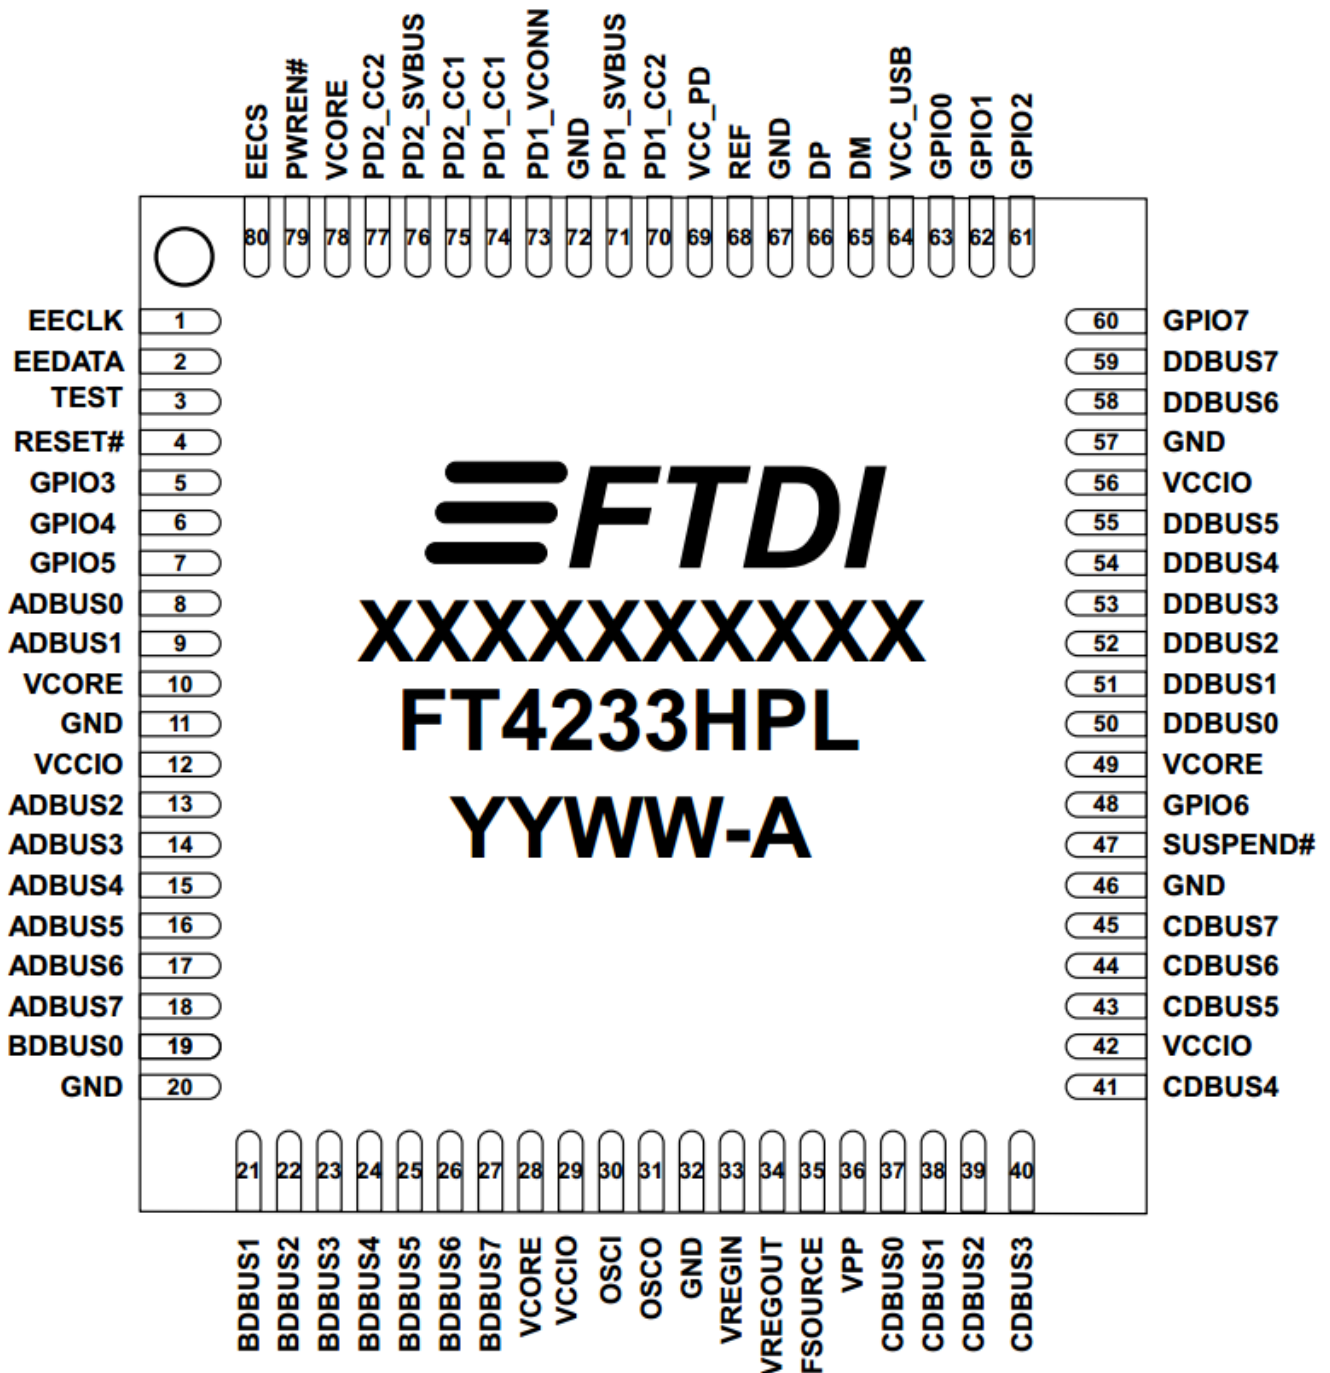 EECS
PWREN#
VCORE
PD2_CC2
PD2_SVBUS
PD2_CC1
PD1_CC1
PD1_VCONN
GND
PD1_SVBUS
PD1_CC2
VCC_PD
REF
GND
DP
DM
VCC_USB
GPIO0
GPIO1
GPIO2
80 79 78 77 76 75 74 73 72 71 70 69 68 67 66 65 64 63 62 61
EECLK 1
EEDATA 2
TEST 3
RESET# 4
GPIO3 5
GPIO4 6
GPIO5 7
ADBUS0 8
ADBUS1 9
VCORE 10
GND 11
VCCIO 12
ADBUS2 13
ADBUS3 14
ADBUS4 15
ADBUS5 16
ADBUS6 17
ADBUS7 18
BDBUS0 19
GND 20
FTDI
XXXXXXXXXX
FT4233HPL
YYWW-A
60 GPIO7
59 DDBUS7
58 DDBUS6
57 GND
56 VCCIO
55 DDBUS5
54 DDBUS4
53 DDBUS3
52 DDBUS2
51 DDBUS1
50 DDBUS0
49 VCORE
48 GPIO6
47 SUSPEND#
46 GND
45 CDBUS7
44 CDBUS6
43 CDBUS5
42 VCCIO
41 CDBUS4
21 22 23 24 25 26 27 28 29 30 31 32 33 34 35 36 37 38 39 40
BDBUS1
BDBUS2
BDBUS3
BDBUS4
BDBUS5
BDBUS6
BDBUS7
VCORE
VCCIO
OSCI
OSCO
GND
VREGIN
VREGOUT
FSOURCE
VPP
CDBUS0
CDBUS1
CDBUS2
CDBUS3